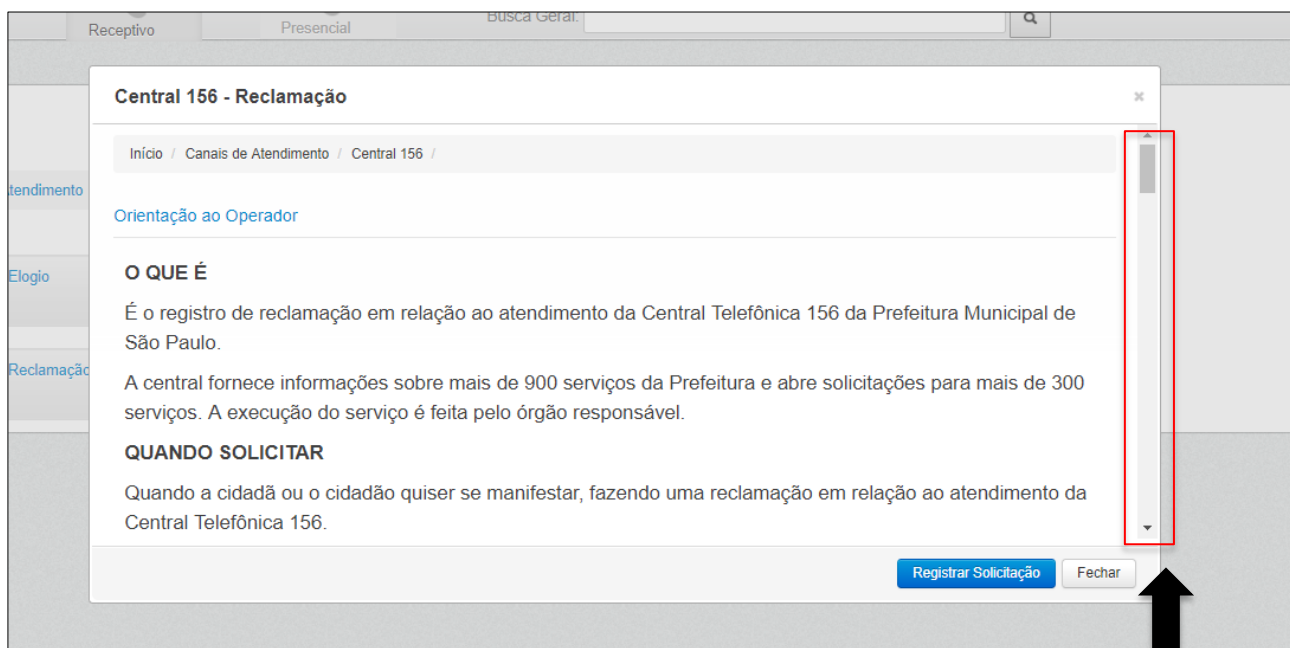 Receptivo
Presencial
Busca Geral:
Central 156 - Reclamação
Início / Canais de Atendimento / Central 156 /
tendimento
Orientação ao Operador
Elogio
O QUE É
É o registro de reclamação em relação ao atendimento da Central Telefônica 156 da Prefeitura Municipal de
São Paulo.
Reclamação
A central fornece informações sobre mais de 900 serviços da Prefeitura e abre solicitações para mais de 300
serviços. A execução do serviço é feita pelo órgão responsável.
QUANDO SOLICITAR
Quando a cidadã ou o cidadão quiser se manifestar, fazendo uma reclamação em relação ao atendimento da
Central Telefônica 156.
Registrar Solicitação
Fechar